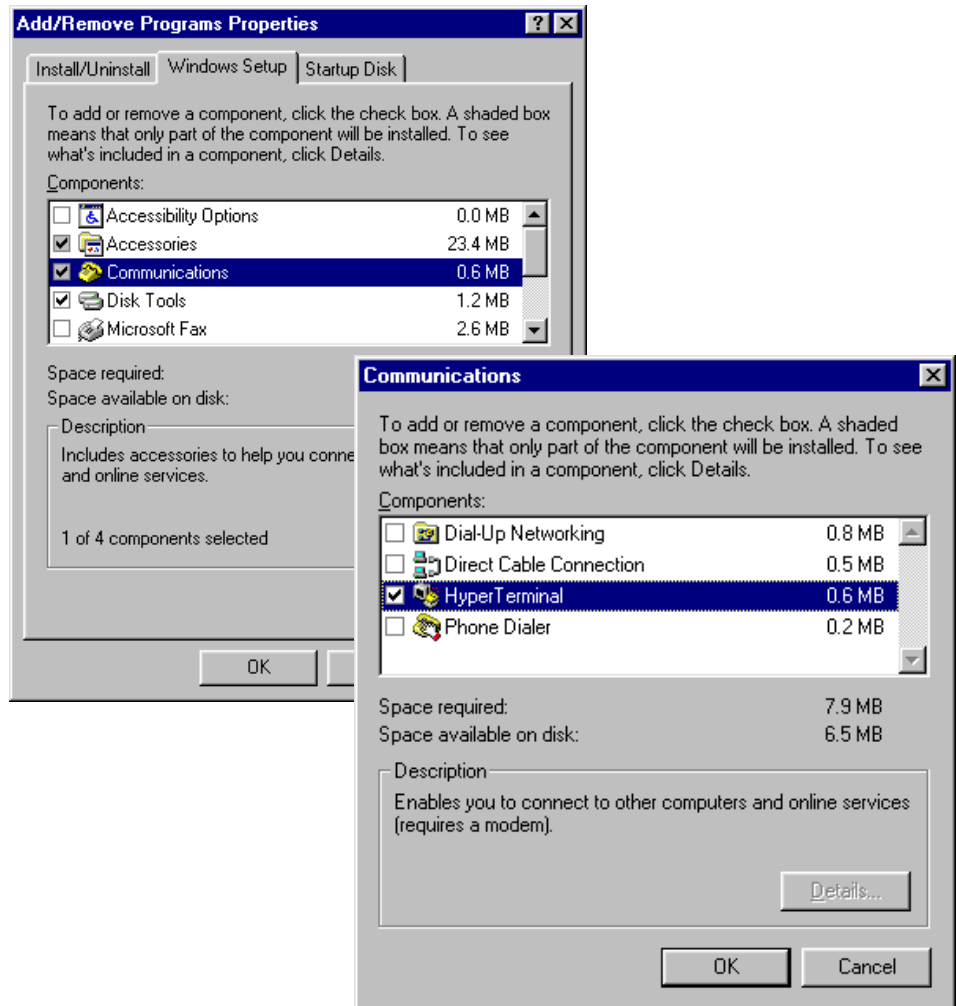 Add/Remove Programs Properties
Install/Uninstall Windows Setup Startup Disk
To add or remove a component, click the check box. A shaded box
means that only part of the component will be installed. To see
what's included in a component, click Details.
Components:
Accessibility Options 0.0 MB
Accessories 23.4 MB
Communications 0.6 MB
Disk Tools 1.2 MB
Microsoft Fax 2.6 MB
Space required:
Space available on disk:
Description
Includes accessories to help you conne
and online services.
1 of 4 components selected
OK
Communications
To add or remove a component, click the check box. A shaded
box means that only part of the component will be installed. To see
what's included in a component, click Details.
Components:
Dial-Up Networking 0.8 MB
Direct Cable Connection 0.5 MB
HyperTerminal 0.6 MB
Phone Dialer 0.2 MB
Space required: 7.9 MB
Space available on disk: 6.5 MB
Description
Enables you to connect to other computers and online services
(requires a modem).
Details...
OK Cancel